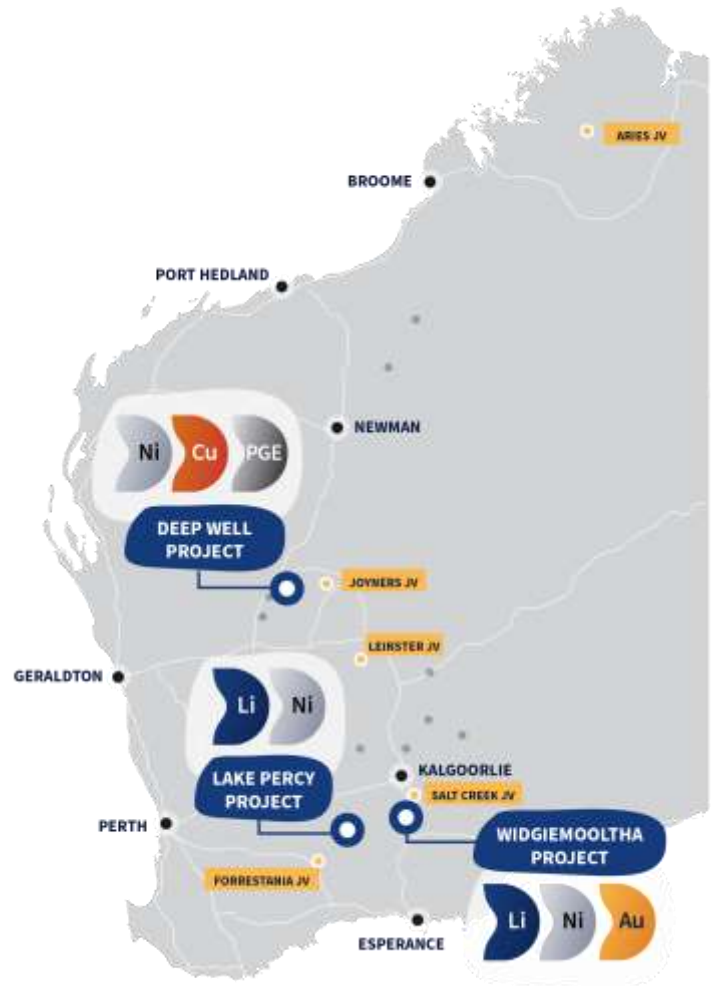 ARIES JV
BROOME
PORT HEDLAND
NEWMAN
Ni Cu PGE
DEEP WELL
PROJECT
JOYNERS JV
LEINSTER JV
GERALDTON
Li Ni
KALGOORLIE
LAKE PERCY
PROJECT
SALT CREEK JV
PERTH
WIDGIEMOOLTHA
PROJECT
FORRESTANIA JV
Li Ni Au
ESPERANCE